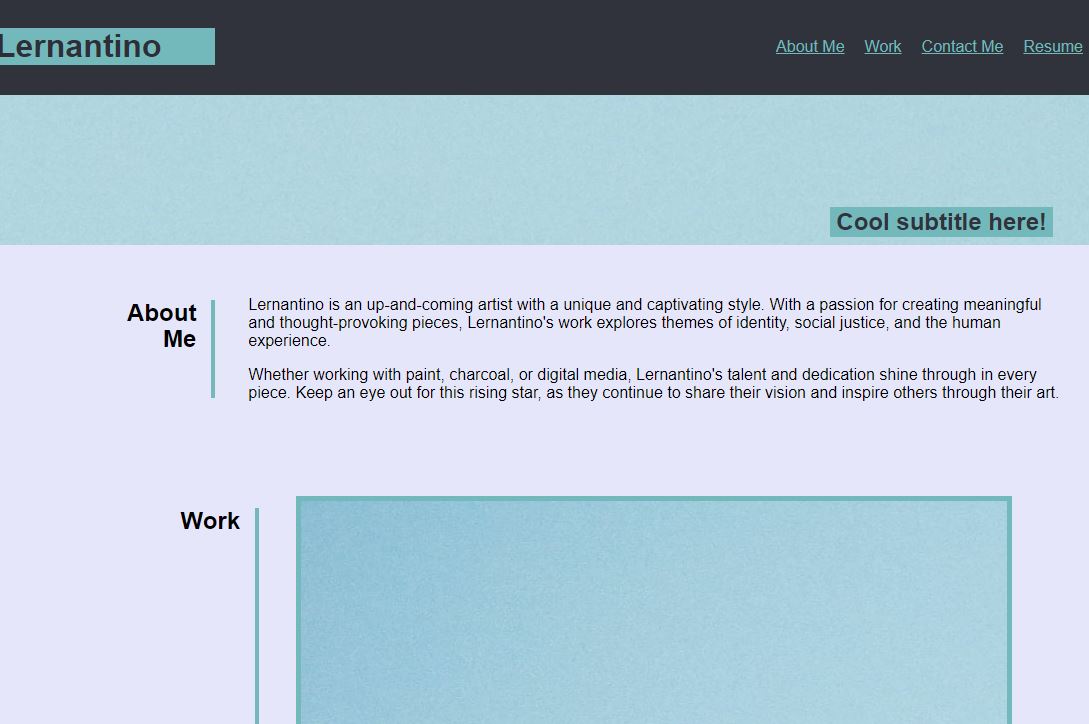 Lernantino
About Me Work Contact Me Resume
Cool subtitle here!
About
Me
Lernantino is an up-and-coming artist with a unique and captivating style. With a passion for creating meaningful
and thought-provoking pieces, Lernantino's work explores themes of identity, social justice, and the human
experience.
Whether working with paint, charcoal, or digital media, Lernantino's talent and dedication shine through in every
piece. Keep an eye out for this rising star, as they continue to share their vision and inspire others through their art.
Work